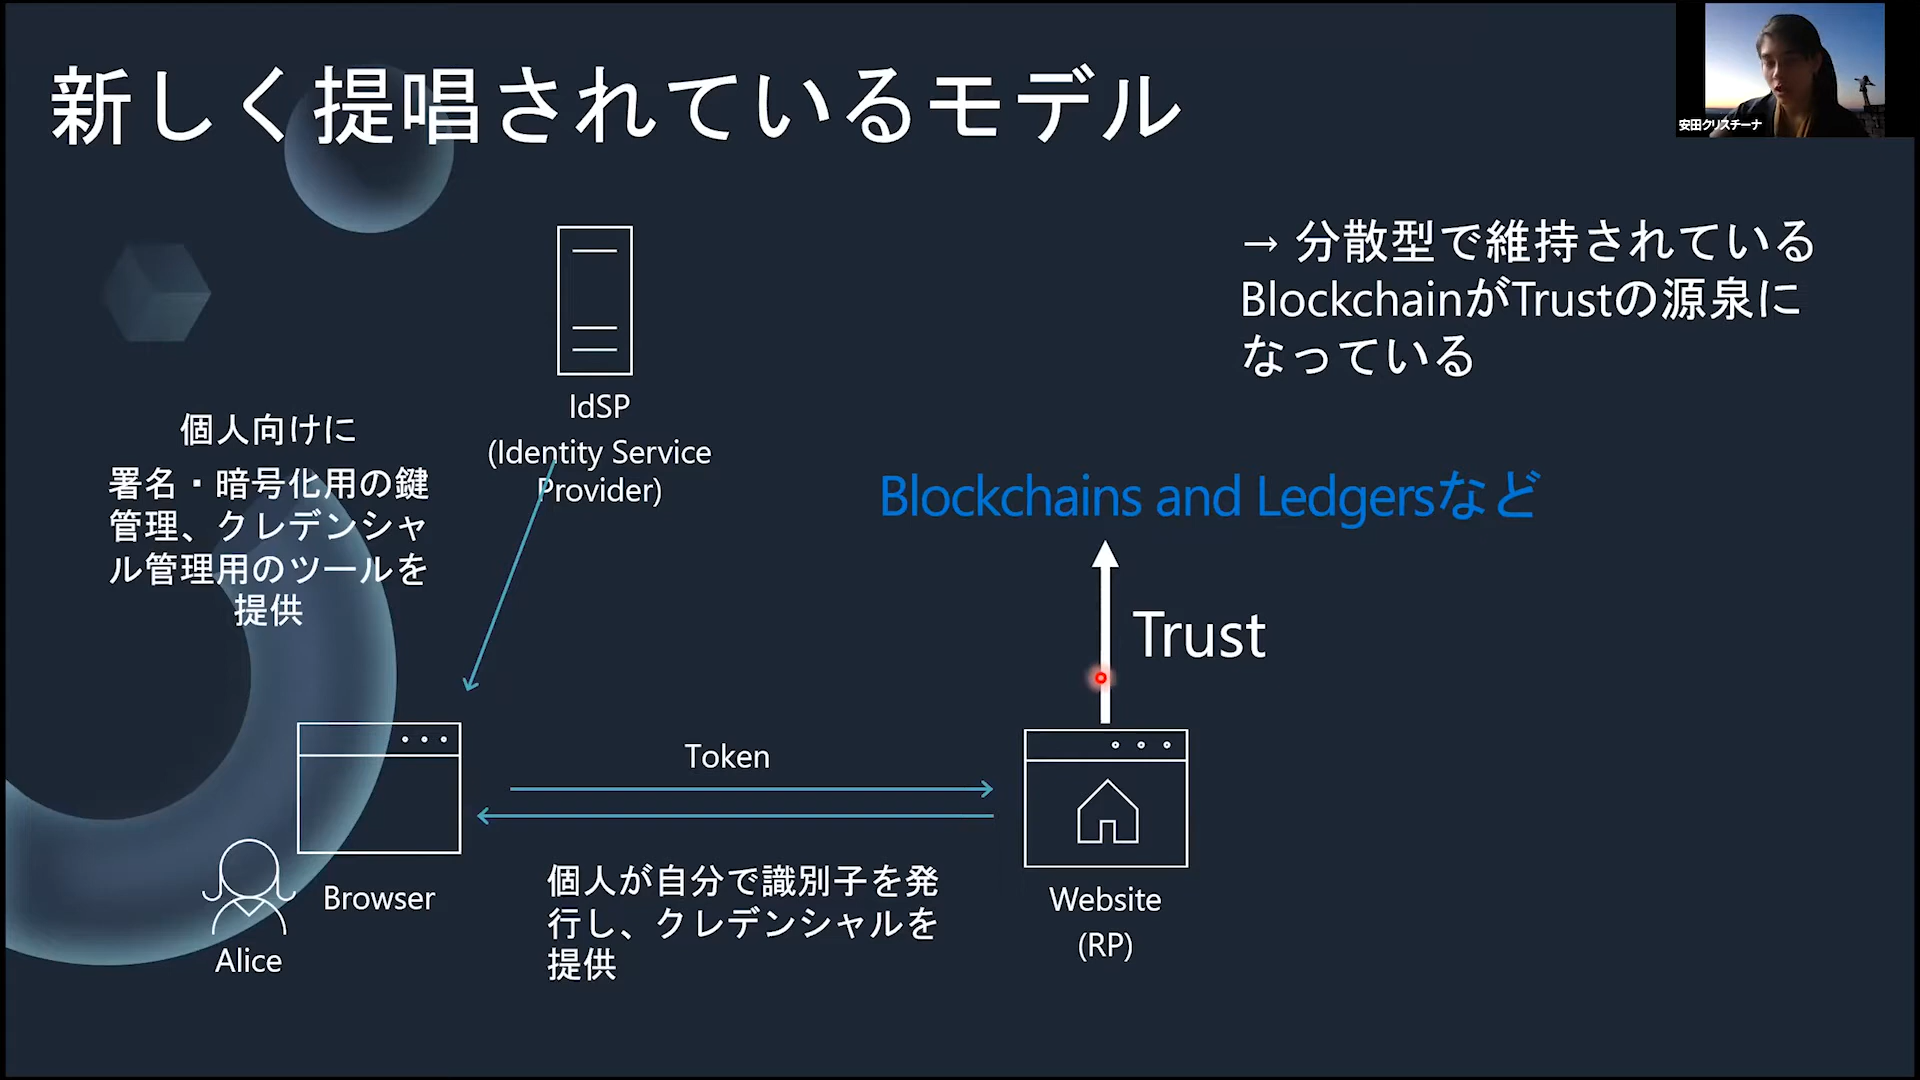 新しく提唱されているモデル
安田クリスチーナ
→ 分散型で維持されている
BlockchainがTrustの源泉に
なっている
IdSP
(Identity Service
Provider)
個人向けに
署名・暗号化用の鍵
管理、クレデンシャ
ル管理用のツールを
提供
Blockchains and Ledgersなど
Trust
Token
Browser
Alice
個人が自分で識別子を発
行し、クレデンシャルを
提供
Website
(RP)